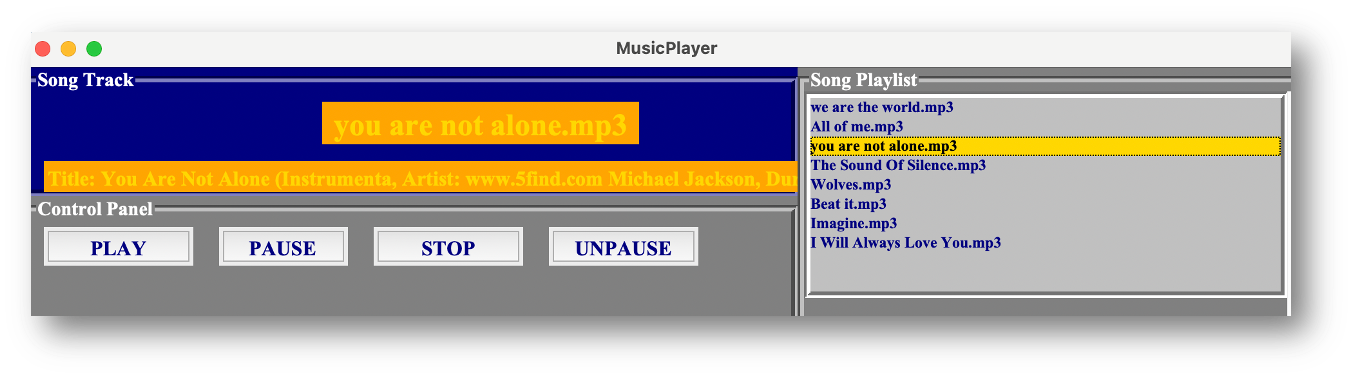 MusicPlayer
Song Track
you are not alone.mp3
Title: You Are Not Alone (Instrumenta, Artist: www.5find.com Michael Jackson,
Control Panel
PLAY
PAUSE
STOP
UNPAUSE
Song Playlist
we are the world.mp3
All of me.mp3
you are not alone.mp3
The Sound Of Silence.mp3
Wolves.mp3
Beat it.mp3
Imagine.mp3
I Will Always Love You.mp3